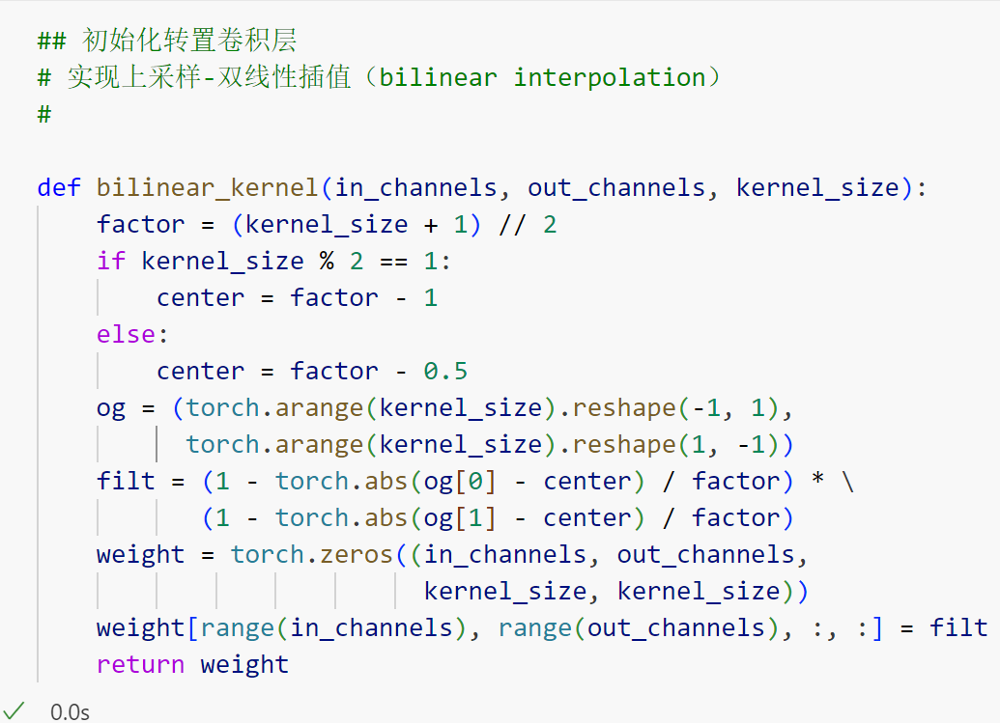 ## 初始化转置卷积层
# 实现上采样-双线性插值（bilinear interpolation）
#
def bilinear_kernel(in_channels, out_channels, kernel_size):
    factor = (kernel_size + 1) // 2
    if kernel_size % 2 == 1:
        center = factor - 1
    else:
        center = factor - 0.5
    og = (torch.arange(kernel_size).reshape(-1, 1),
          torch.arange(kernel_size).reshape(1, -1))
    filt = (1 - torch.abs(og[0] - center) / factor) * \
           (1 - torch.abs(og[1] - center) / factor)
    weight = torch.zeros((in_channels, out_channels,
                          kernel_size, kernel_size))
    weight[range(in_channels), range(out_channels), :, :] = filt
    return weight
✓ 0.0s